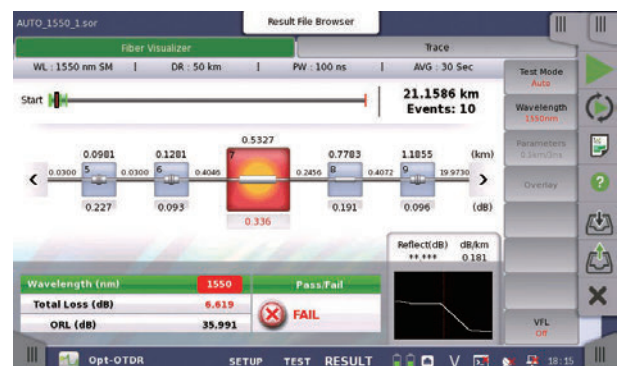 AUTO_1550_1.sor
Result File Browser
Fiber Visualizer
Trace
WL : 1550 nm SM | DR : 50 km | PW : 100 ns | AVG : 30 Sec
Test Mode
Auto
Start
21.1586 km
Events: 10
Wavelength
1550nm
Parameters
Overlay
0.0981 0.1281 0.5327 0.7783 1.1855 (km)
0.0300 5 0.0300 6 0.4046 7 0.2456 8 0.4072 9 19.9730
0.227 0.093 0.336 0.191 0.096 (dB)
Reflect(dB) dB/km
**.*** 0.181
Wavelength (nm) 1550 Pass/Fail
Total Loss (dB) 6.619
FAIL
ORL (dB) 35.991
VFL
Off
Opt-OTDR SETUP TEST RESULT V 18:15